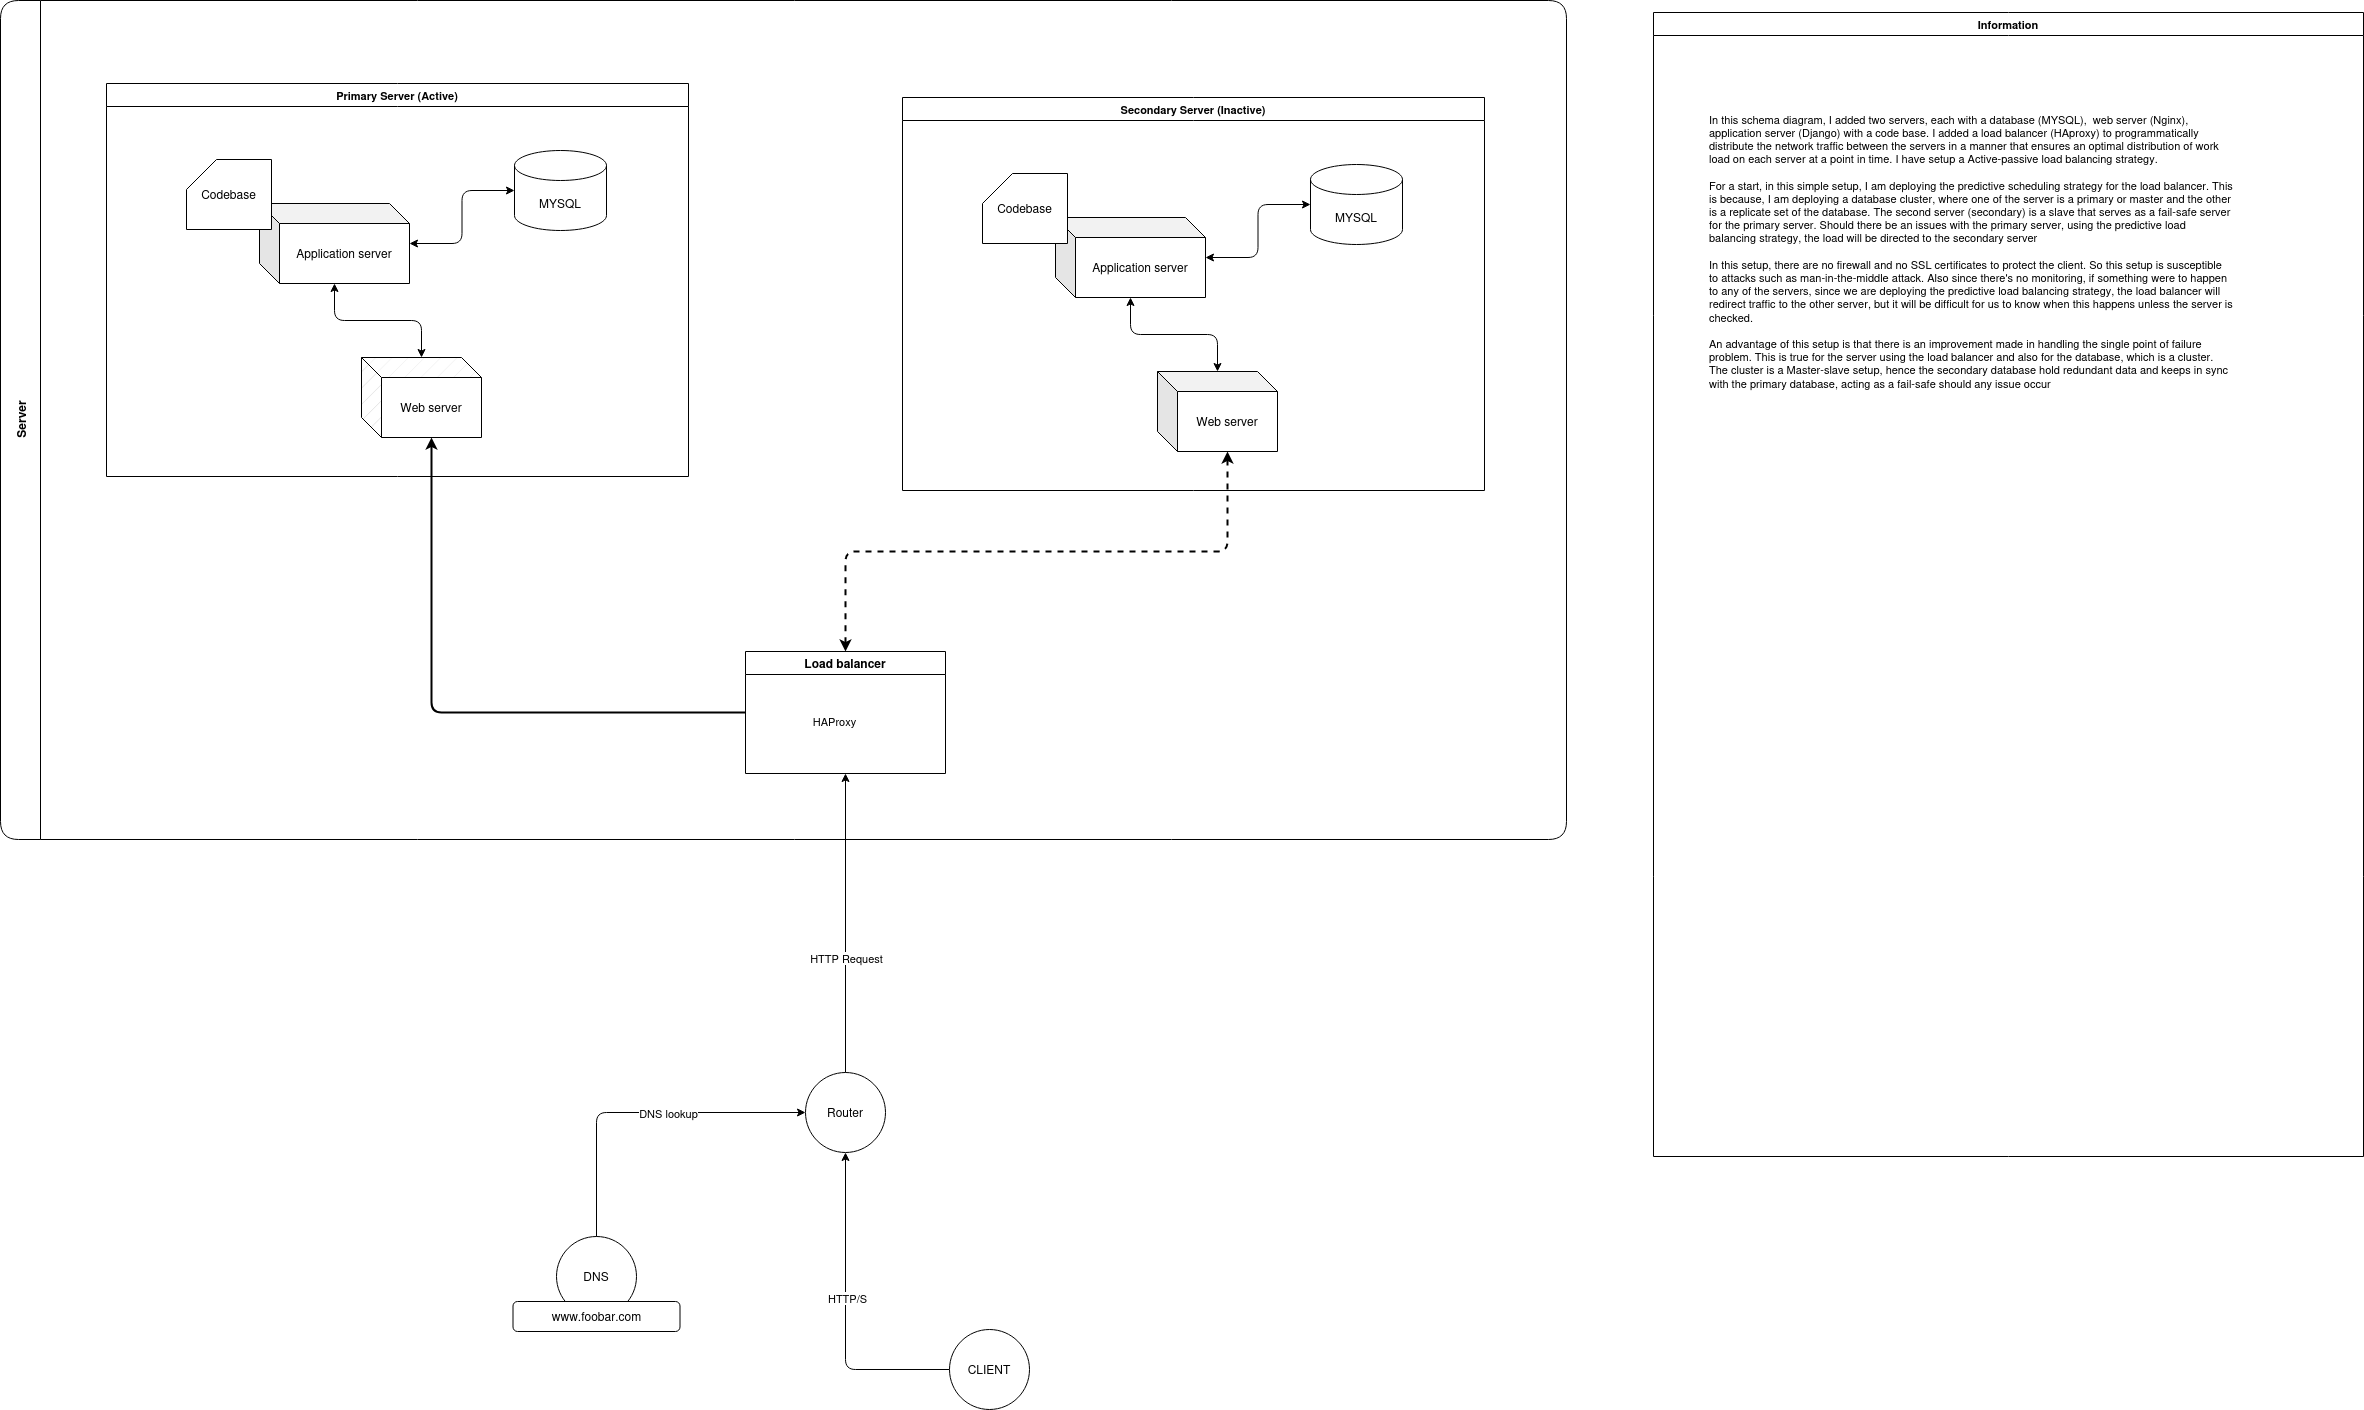 Server
Primary Server (Active)
Codebase
Application server
MYSQL
Web server
Secondary Server (Inactive)
Codebase
Application server
MYSQL
Web server
Load balancer
HAProxy
HTTP Request
Router
DNS lookup
DNS
www.foobar.com
HTTP/S
CLIENT
Information
In this schema diagram, I added two servers, each with a database (MYSQL),  web server (Nginx),
application server (Django) with a code base. I added a load balancer (HAproxy) to programmatically
distribute the network traffic between the servers in a manner that ensures an optimal distribution of work
load on each server at a point in time. I have setup a Active-passive load balancing strategy.
For a start, in this simple setup, I am deploying the predictive scheduling strategy for the load balancer. This
is because, I am deploying a database cluster, where one of the server is a primary or master and the other
is a replicate set of the database. The second server (secondary) is a slave that serves as a fail-safe server
for the primary server. Should there be an issues with the primary server, using the predictive load
balancing strategy, the load will be directed to the secondary server
In this setup, there are no firewall and no SSL certificates to protect the client. So this setup is susceptible
to attacks such as man-in-the-middle attack. Also since there's no monitoring, if something were to happen
to any of the servers, since we are deploying the predictive load balancing strategy, the load balancer will
redirect traffic to the other server, but it will be difficult for us to know when this happens unless the server is
checked.
An advantage of this setup is that there is an improvement made in handling the single point of failure
problem. This is true for the server using the load balancer and also for the database, which is a cluster.
The cluster is a Master-slave setup, hence the secondary database hold redundant data and keeps in sync
with the primary database, acting as a fail-safe should any issue occur